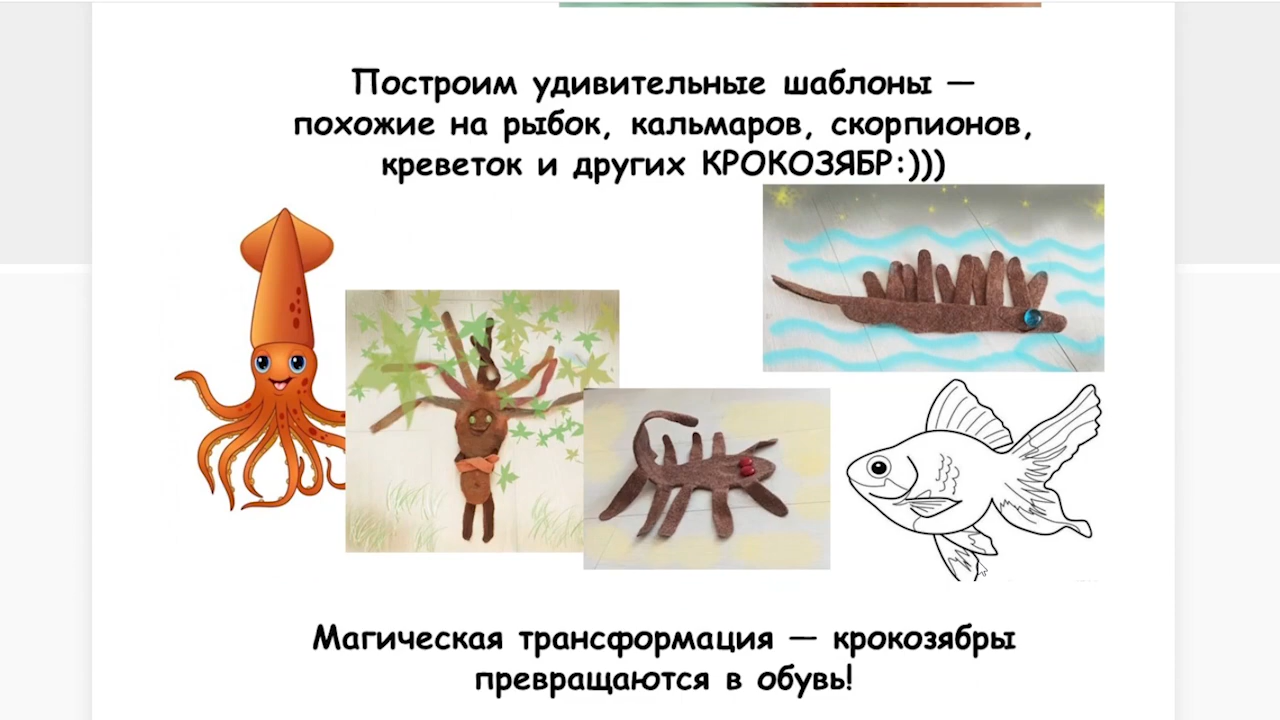 Построим удивительные шаблоны —
похожие на рыбок, кальмаров, скорпионов,
креветок и других КРОКОЗЯБР:)))
Магическая трансформация — крокозябры
превращаются в обувь!